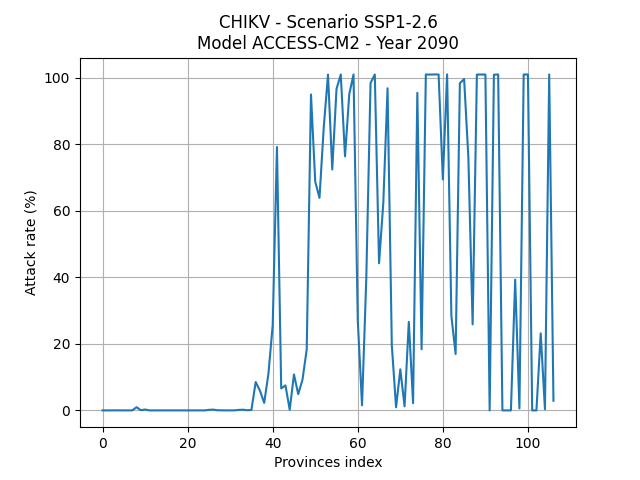 CHIKV - Scenario SSP1-2.6
Model ACCESS-CM2 - Year 2090
100
80
60
40
20
0
Attack rate (%)
0 20 40 60 80 100
Provinces index